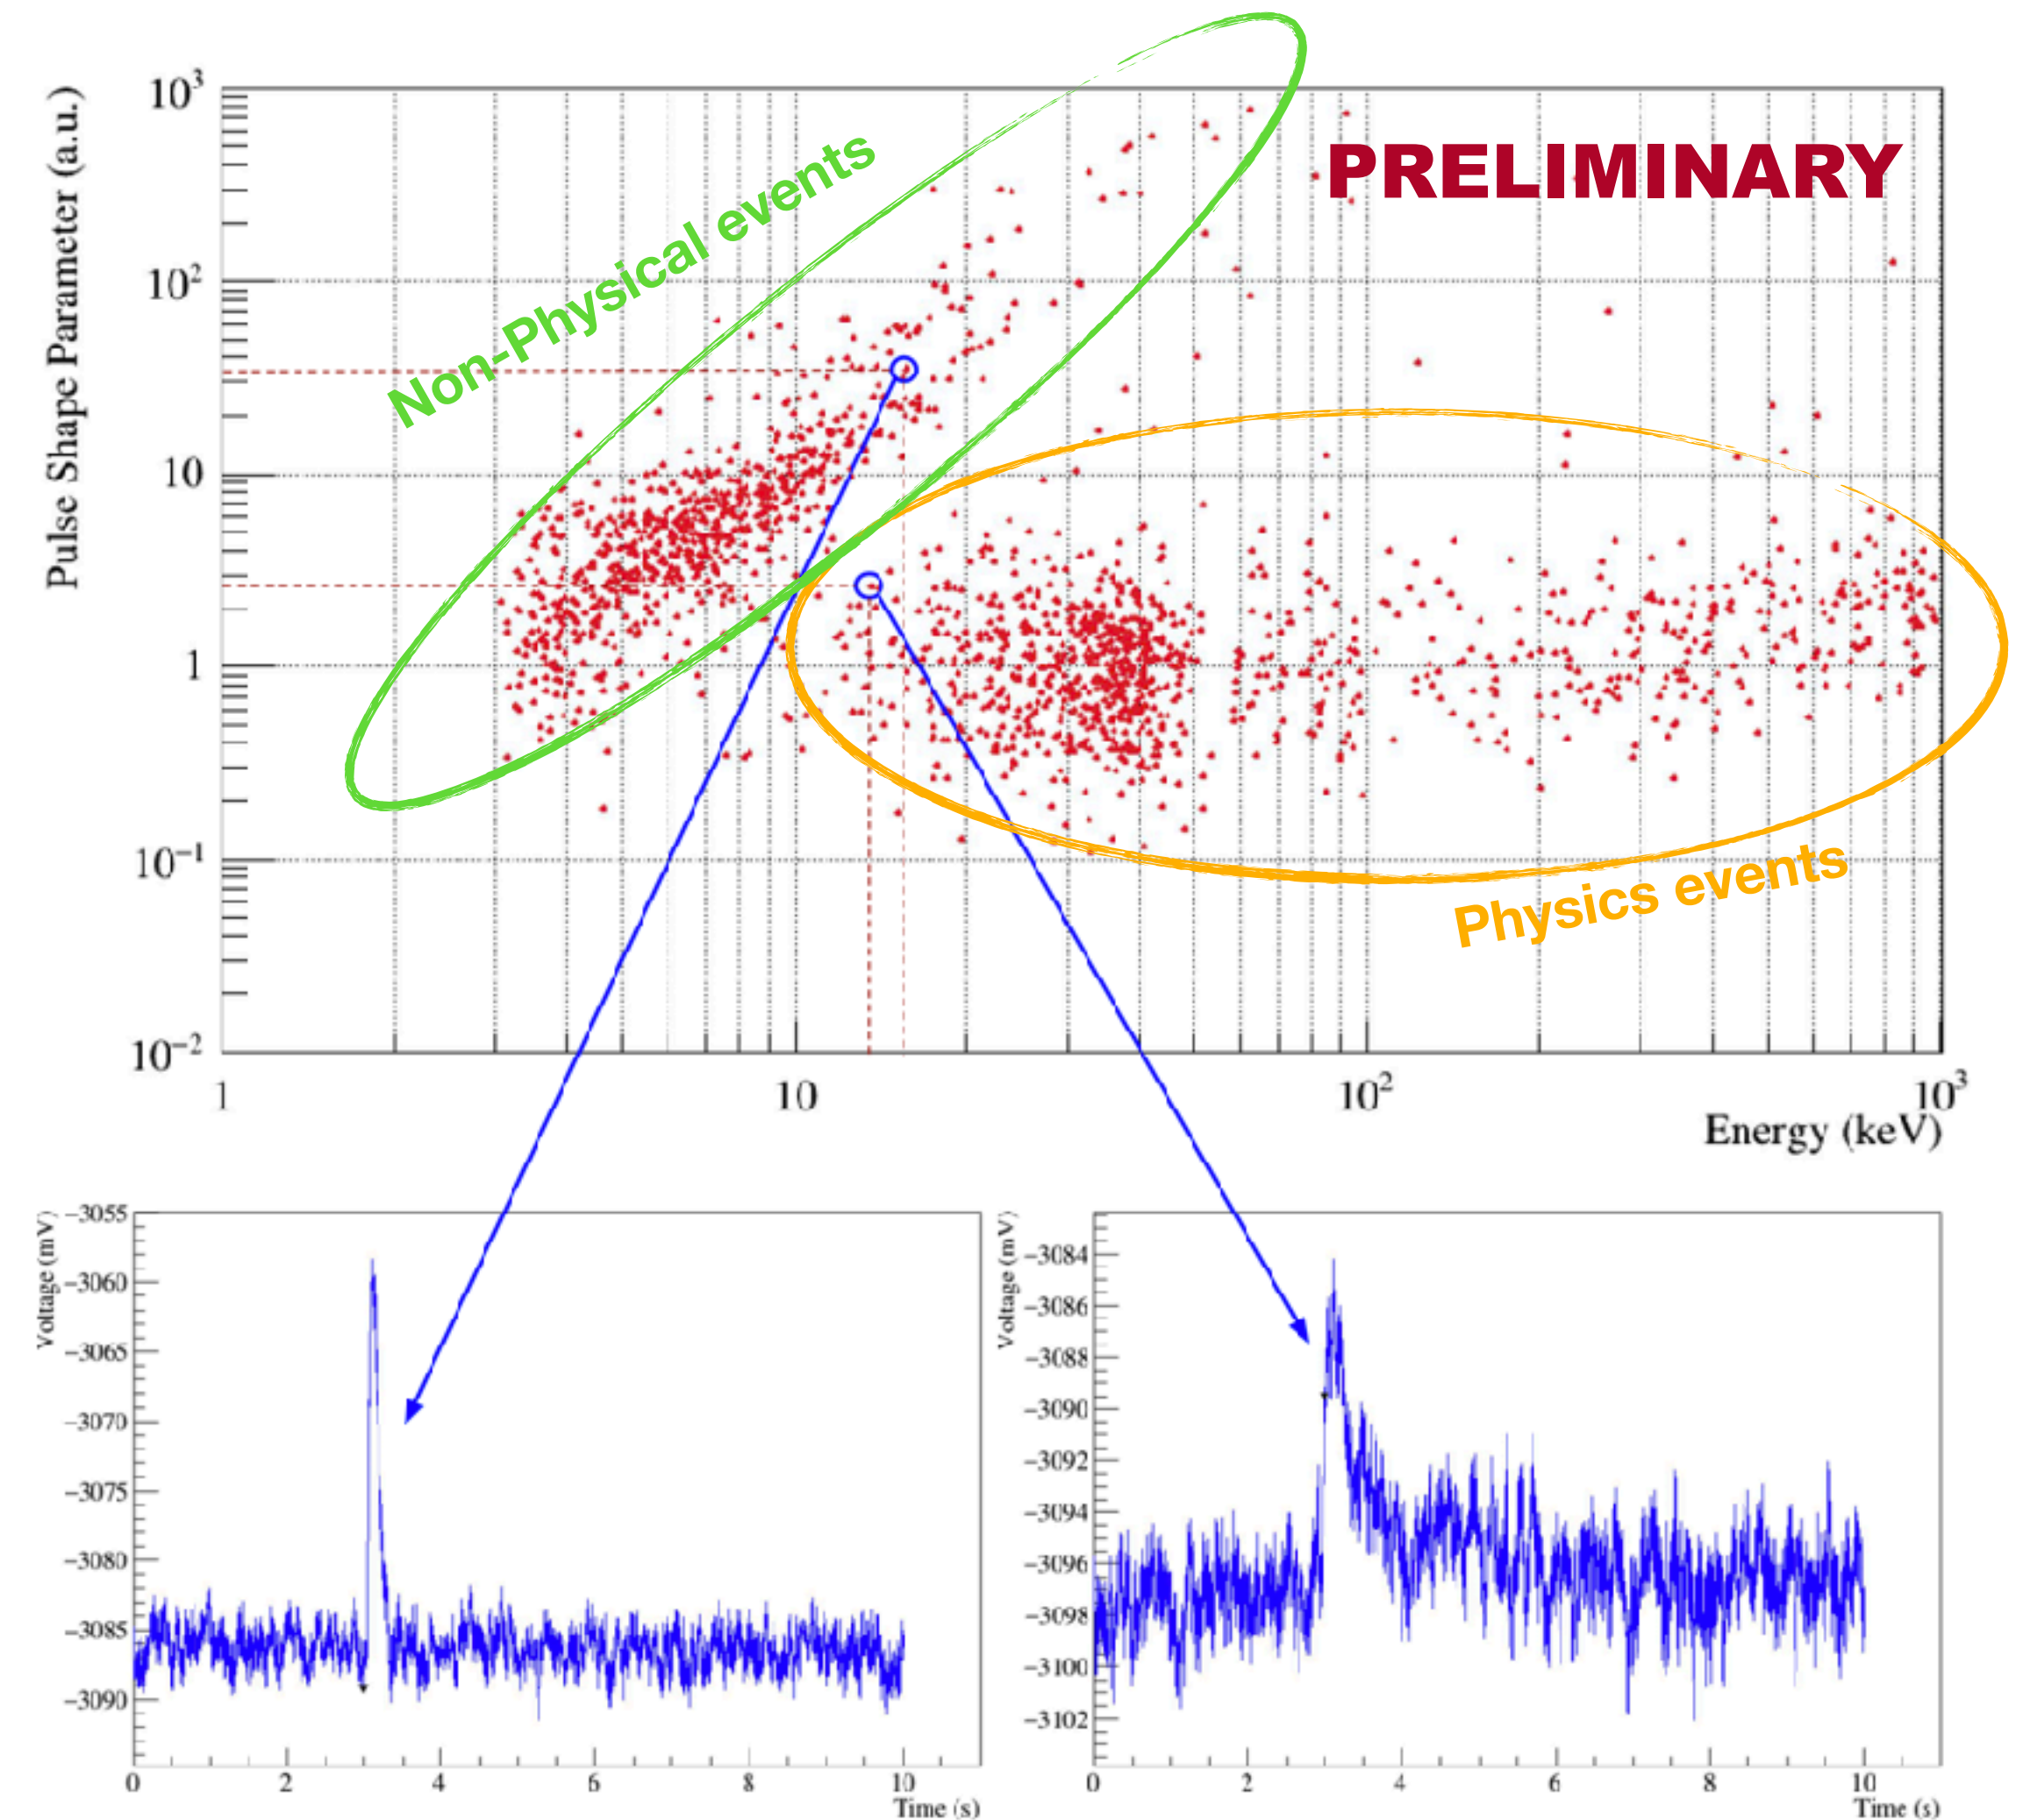 10³
PRELIMINARY
Pulse Shape Parameter (a.u.)
Non-Physical events
10²
10
1
10⁻¹
Physics events
10⁻²
1 10 10² 10³
Energy (keV)
Voltage (mV)
−3055
−3060
−3065
−3070
−3075
−3080
−3085
−3090
0 2 4 6 8 10
Time (s)
Voltage (mV)
−3084
−3086
−3088
−3090
−3092
−3094
−3096
−3098
−3100
−3102
0 2 4 6 8 10
Time (s)